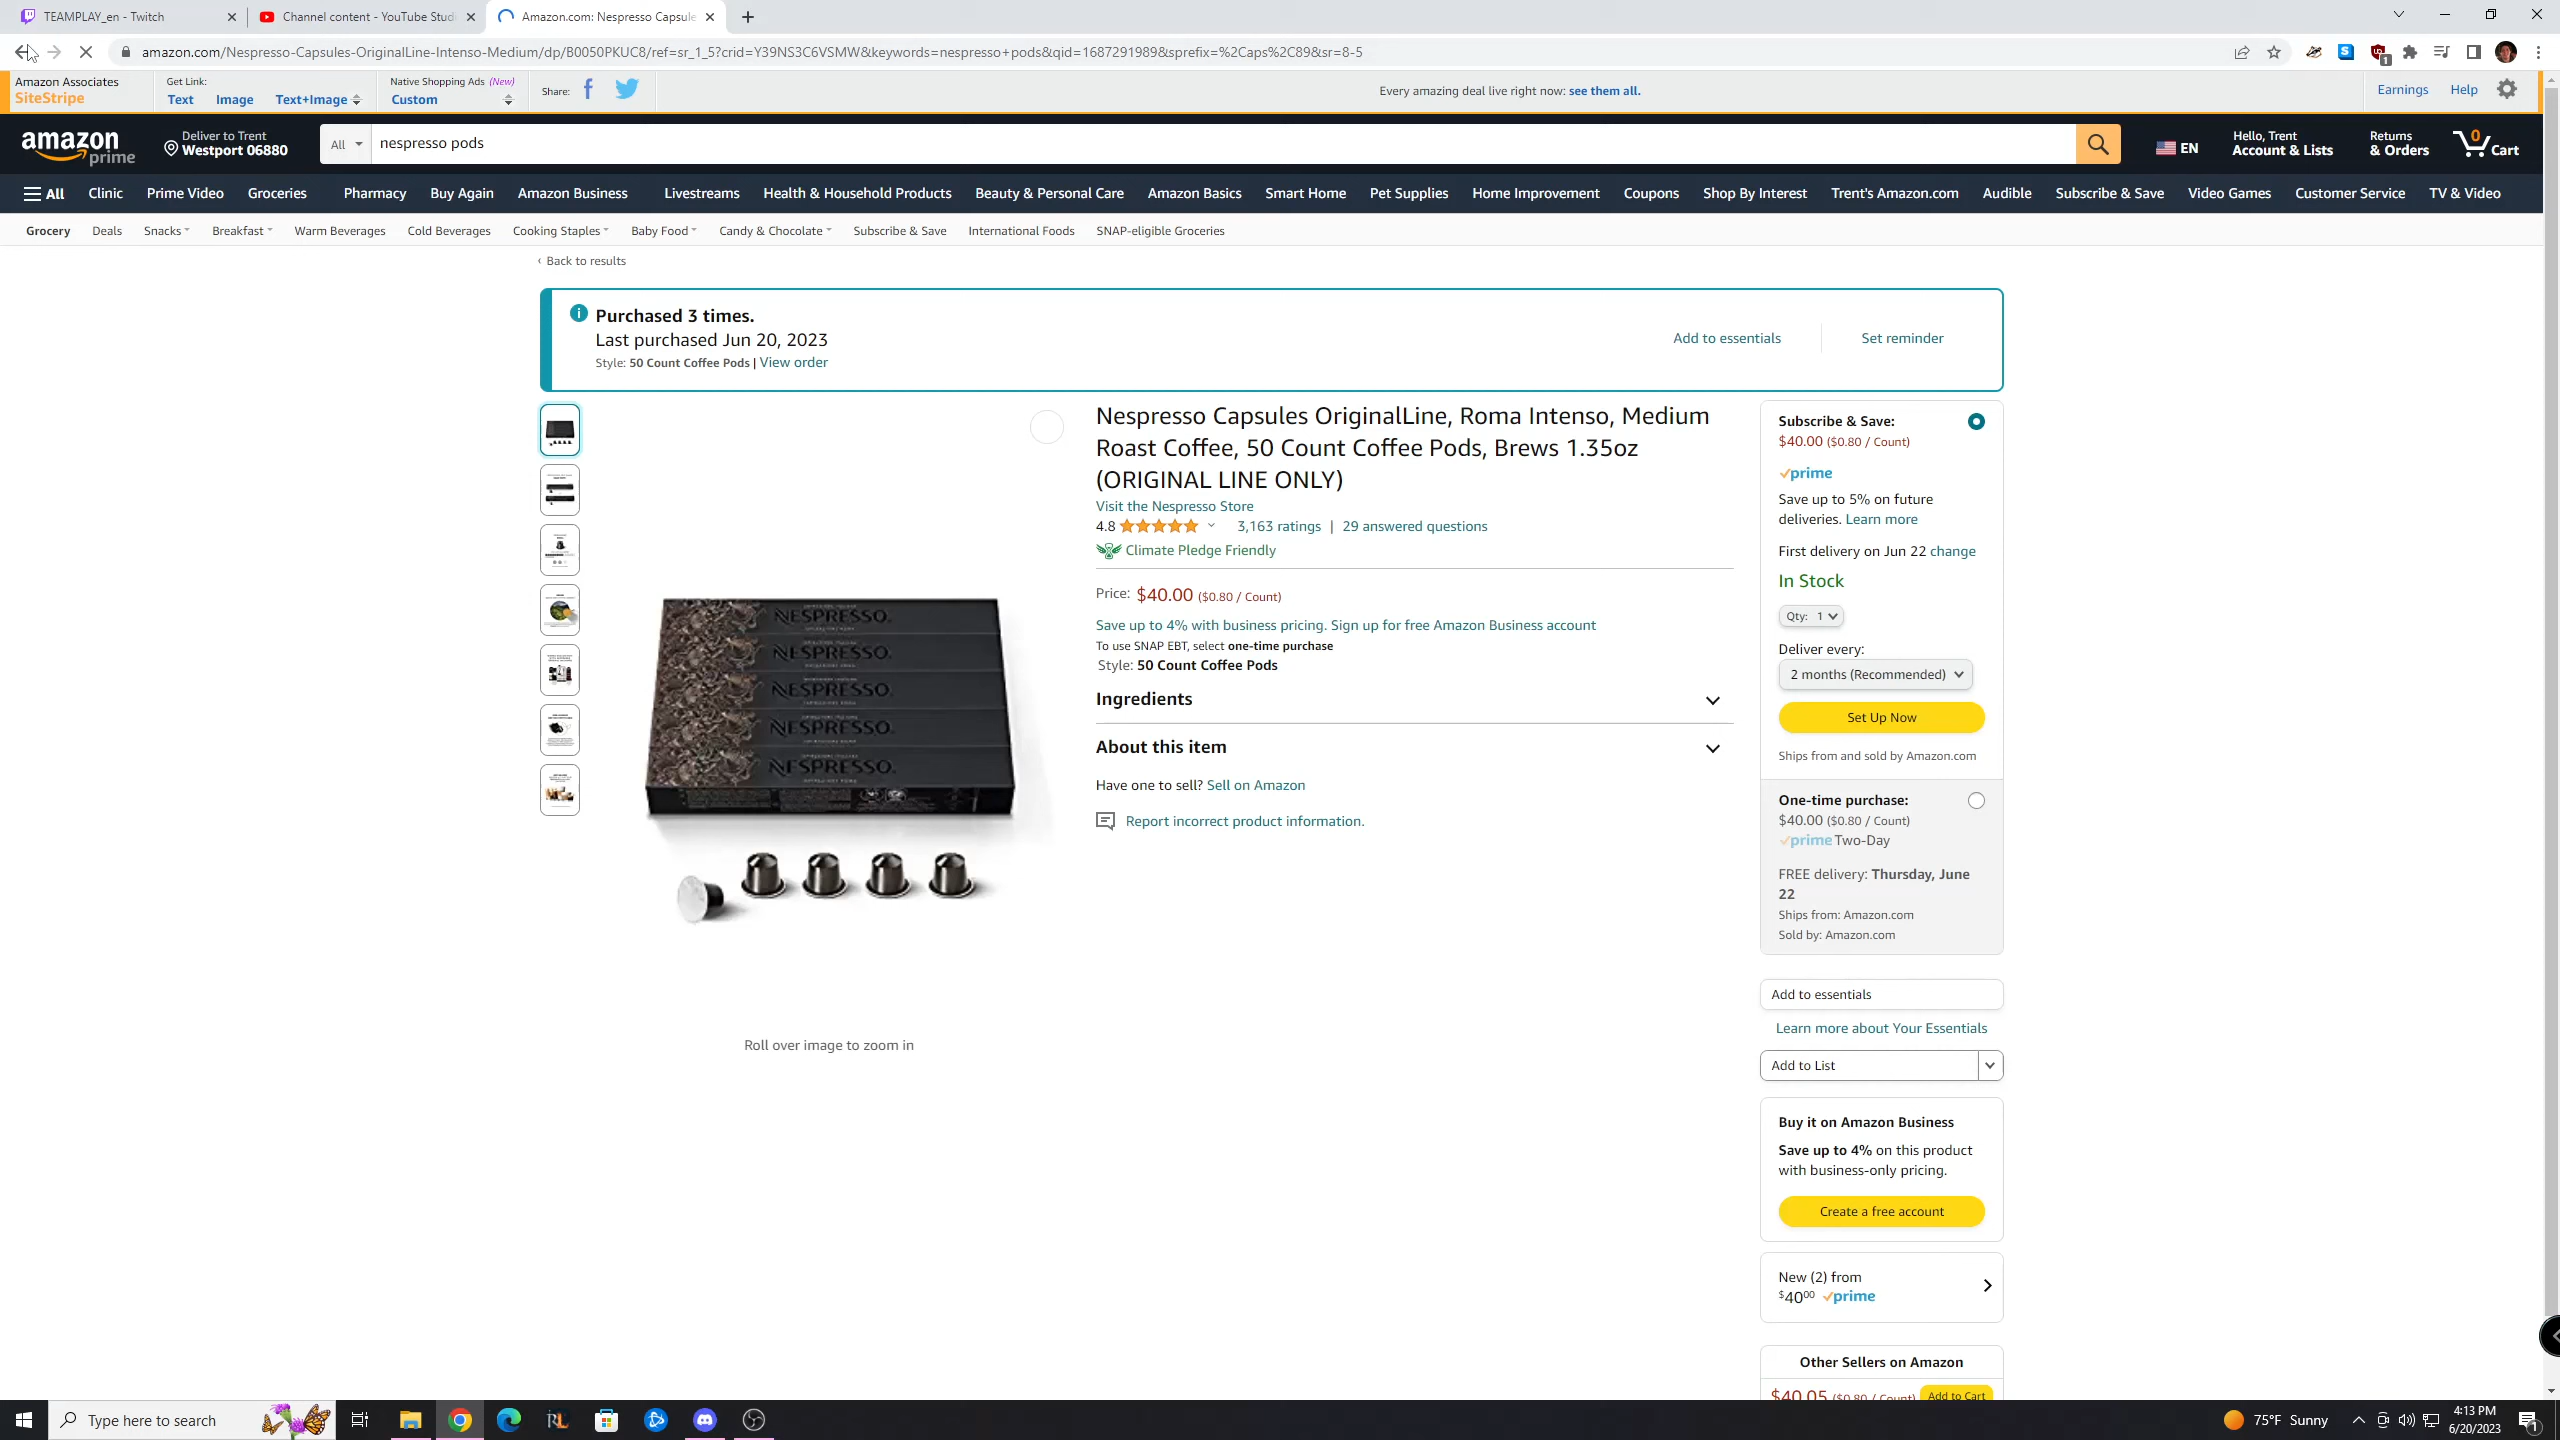 TEAMPLAY_en - Twitch
Channel content - YouTube Studi
Amazon.com: Nespresso Capsule
amazon.com/Nespresso-Capsules-OriginalLine-Intenso-Medium/dp/B0050PKUC8/ref=sr_1_5?crid=Y39NS3C6VSMW&keywords=nespresso+pods&qid=1687291989&sprefix=%2Caps%2C89&sr=8-5
1
Amazon Associates
SiteStripe
Get Link:
Text Image Text+Image
Native Shopping Ads (New)
Custom
Share:
Every amazing deal live right now: see them all.
Earnings Help
amazon
prime
Deliver to Trent
Westport 06880
All
nespresso pods
EN
Hello, Trent
Account & Lists
Returns
& Orders
0
Cart
All Clinic Prime Video Groceries Pharmacy Buy Again Amazon Business Livestreams Health & Household Products Beauty & Personal Care Amazon Basics Smart Home Pet Supplies Home Improvement Coupons Shop By Interest Trent's Amazon.com Audible Subscribe & Save Video Games Customer Service TV & Video
Grocery Deals Snacks Breakfast Warm Beverages Cold Beverages Cooking Staples Baby Food Candy & Chocolate Subscribe & Save International Foods SNAP-eligible Groceries
‹ Back to results
Purchased 3 times.
Last purchased Jun 20, 2023
Style: 50 Count Coffee Pods | View order
Add to essentials
Set reminder
Nespresso Capsules OriginalLine, Roma Intenso, Medium
Roast Coffee, 50 Count Coffee Pods, Brews 1.35oz
(ORIGINAL LINE ONLY)
Visit the Nespresso Store
4.8 3,163 ratings | 29 answered questions
Climate Pledge Friendly
Price: $40.00 ($0.80 / Count)
Save up to 4% with business pricing. Sign up for free Amazon Business account
To use SNAP EBT, select one-time purchase
Style: 50 Count Coffee Pods
Ingredients
About this item
Have one to sell? Sell on Amazon
Report incorrect product information.
NESPRESSO.
NESPRESSO.
NESPRESSO.
NESPRESSO.
NESPRESSO.
Roll over image to zoom in
Subscribe & Save:
$40.00 ($0.80 / Count)
prime
Save up to 5% on future
deliveries. Learn more
First delivery on Jun 22 change
In Stock
Qty: 1
Deliver every:
2 months (Recommended)
Set Up Now
Ships from and sold by Amazon.com
One-time purchase:
$40.00 ($0.80 / Count)
prime Two-Day
FREE delivery: Thursday, June
22
Ships from: Amazon.com
Sold by: Amazon.com
Add to essentials
Learn more about Your Essentials
Add to List
Buy it on Amazon Business
Save up to 4% on this product
with business-only pricing.
Create a free account
New (2) from
$4000 prime
Other Sellers on Amazon
$40.05 ($0.80 / Count) Add to Cart
Type here to search
RL
75°F Sunny
4:13 PM
6/20/2023
1